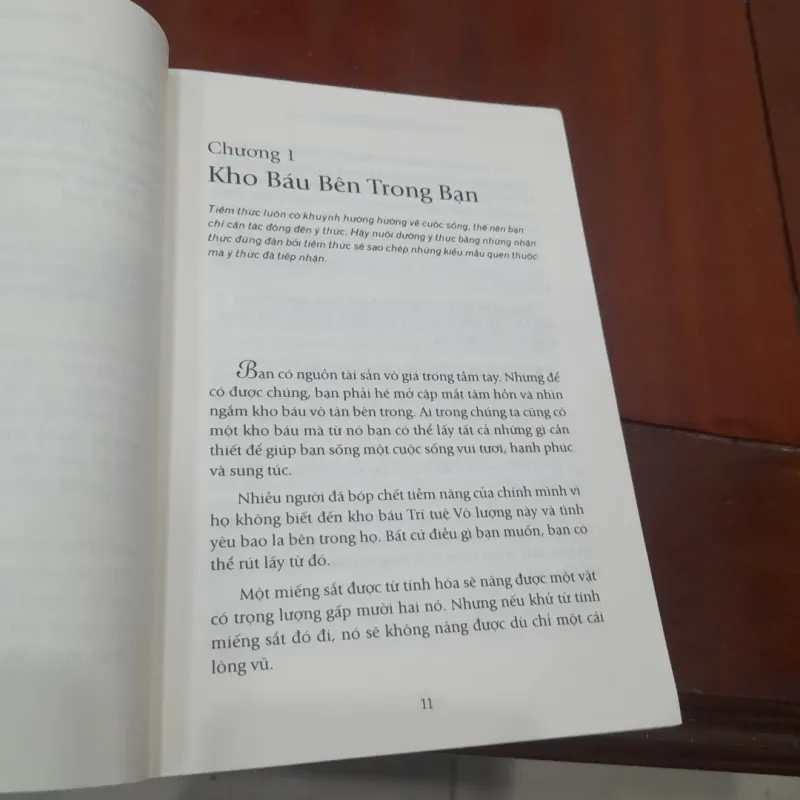 Chương 1
Kho Báu Bên Trong Bạn
Tiềm thức luôn có khuynh hướng hướng về cuộc sống, thế nên bạn
chỉ cần tác động đến ý thức. Hãy nuôi dưỡng ý thức bằng những nhận
thức đúng đắn bởi tiềm thức sẽ sao chép những kiểu mẫu quen thuộc
mà ý thức đã tiếp nhận.
Bạn có nguồn tài sản vô giá trong tầm tay. Nhưng để
có được chúng, bạn phải hé mở cặp mắt tâm hồn và nhìn
ngắm kho báu vô tận bên trong. Ai trong chúng ta cũng có
một kho báu mà từ nó bạn có thể lấy tất cả những gì cần
thiết để giúp bạn sống một cuộc sống vui tươi, hạnh phúc
và sung túc.
Nhiều người đã bóp chết tiềm năng của chính mình vì
họ không biết đến kho báu Trí tuệ Vô lượng này và tình
yêu bao la bên trong họ. Bất cứ điều gì bạn muốn, bạn có
thể rút lấy từ đó.
Một miếng sắt được từ tính hóa sẽ nâng được một vật
có trọng lượng gấp mười hai nó. Nhưng nếu khử từ tính
miếng sắt đó đi, nó sẽ không nâng được dù chỉ một cái
lông vũ.
11